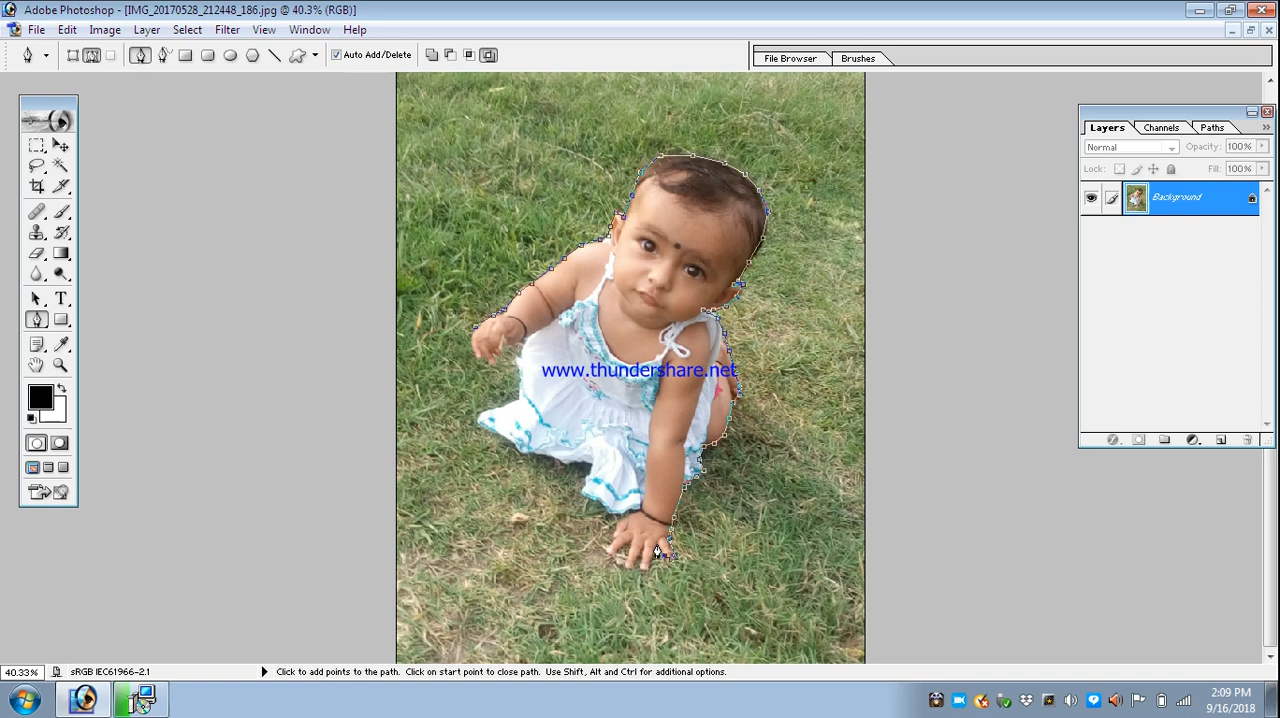 Adobe Photoshop - [IMG_20170528_212448_186.jpg @ 40.3% (RGB)]
File Edit Image Layer Select Filter View Window Help
Auto Add/Delete
File Browser Brushes
Layers Channels Paths
Normal Opacity: 100%
Lock: Fill: 100%
Background
T
www.thundershare.net
40.33% sRGB IEC61966-2.1 Click to add points to the path. Click on start point to close path. Use Shift, Alt and Ctrl for additional options.
2:09 PM
9/16/2018